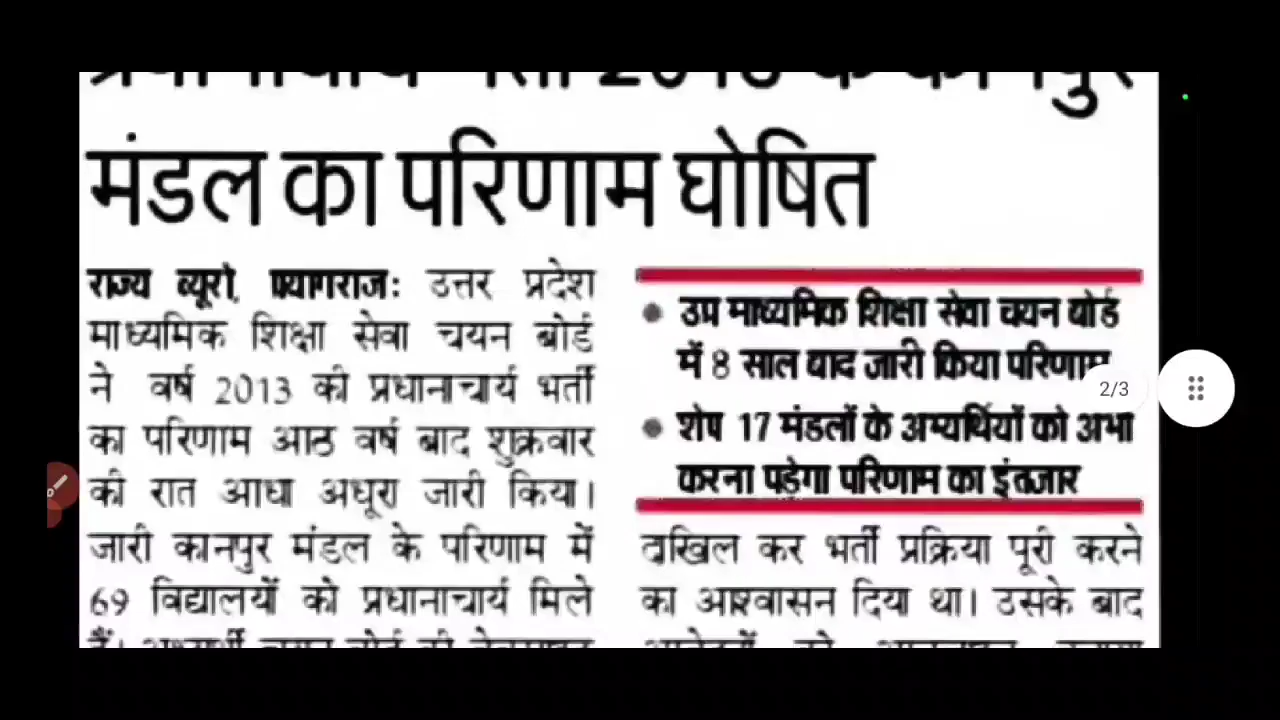 मंडल का परिणाम घोषित
राज्य ब्यूरो, प्रयागराज: उत्तर प्रदेश
माध्यमिक शिक्षा सेवा चयन बोर्ड
ने वर्ष 2013 की प्रधानाचार्य भर्ती
का परिणाम आठ वर्ष बाद शुक्रवार
की रात आधा अधूरा जारी किया।
जारी कानपुर मंडल के परिणाम में
69 विद्यालयों को प्रधानाचार्य मिले
• उप्र माध्यमिक शिक्षा सेवा चयन बोर्ड
में 8 साल बाद जारी किया परिणाम
• शेष 17 मंडलों के अभ्यर्थियों को अभी
करना पड़ेगा परिणाम का इंतजार
दाखिल कर भर्ती प्रक्रिया पूरी करने
का आश्वासन दिया था। उसके बाद
2/3